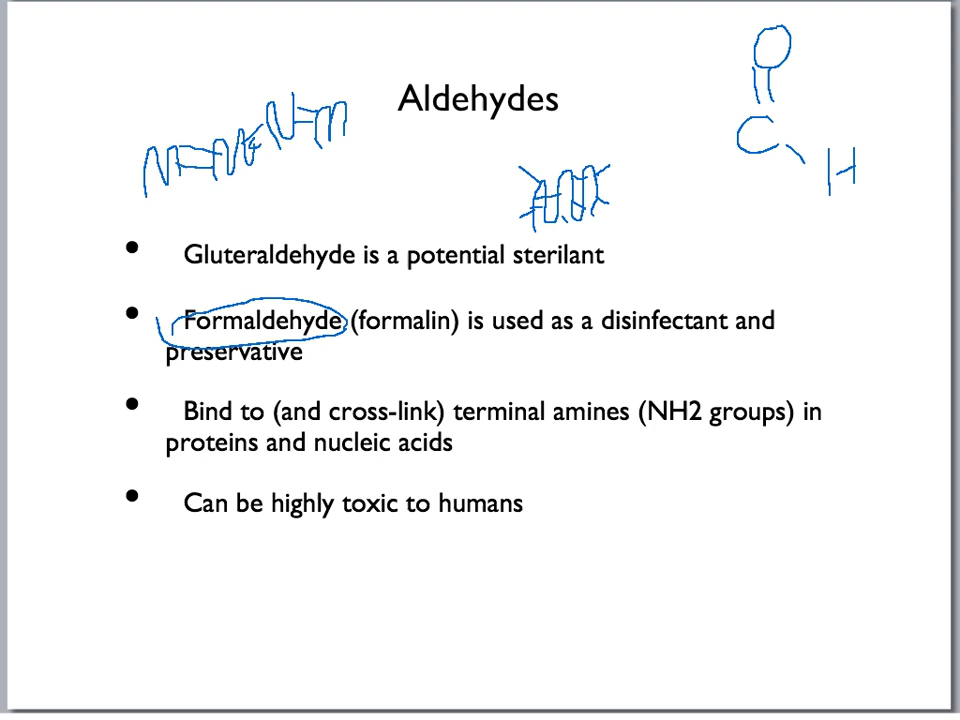 O
Aldehydes
C
H
• Gluteraldehyde is a potential sterilant
• Formaldehyde (formalin) is used as a disinfectant and
preservative
• Bind to (and cross-link) terminal amines (NH2 groups) in
proteins and nucleic acids
• Can be highly toxic to humans